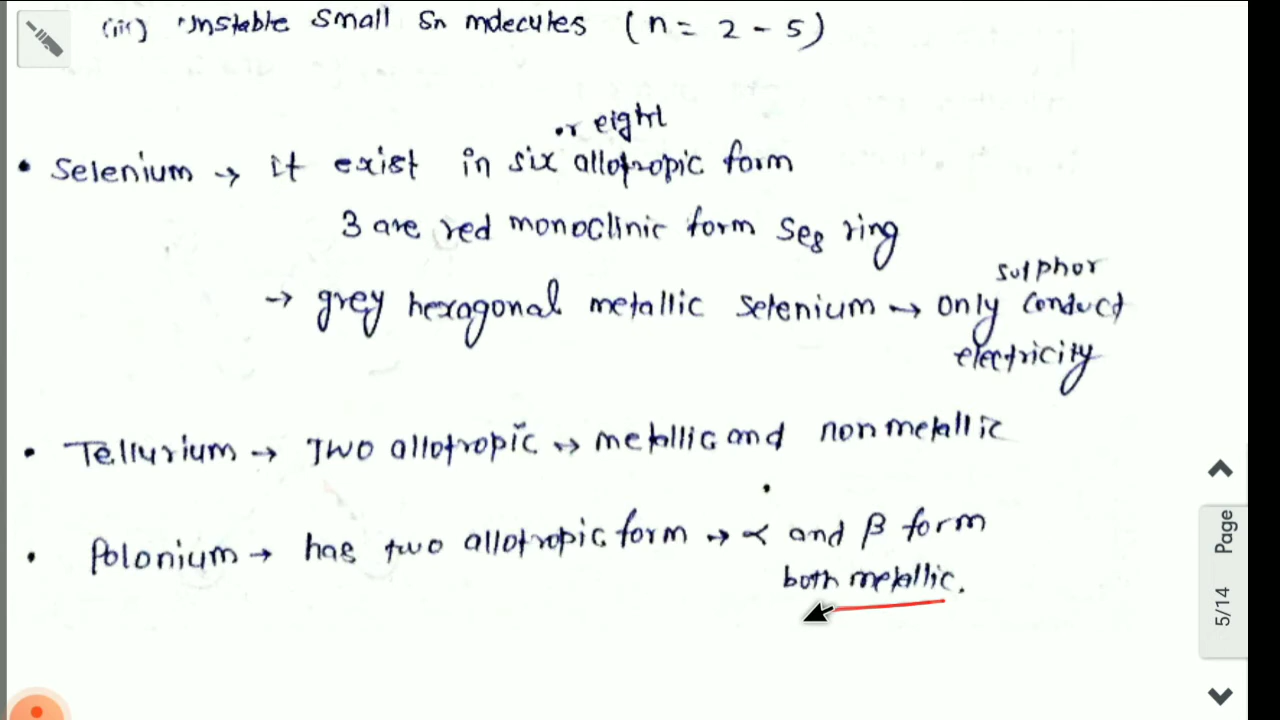 (iii) Unstable small Sn molecules (n = 2 - 5)
or eight
• Selenium → it exist in six allotropic form
3 are red monoclinic form Se8 ring
sulphor
→ grey hexagonal metallic selenium → only conduct
electricity
• Tellurium → Two allotropic → metallic and non metallic
• Polonium → has two allotropic form → α and β form
both metallic.
Page
5/14